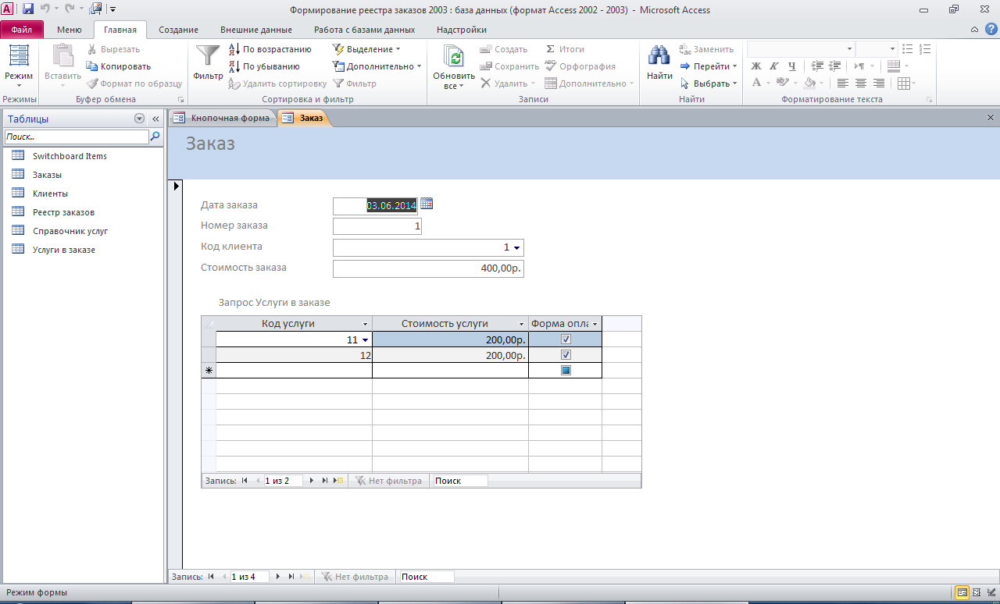 Формирование реестра заказов 2003 : база данных (формат Access 2002 - 2003) - Microsoft Access
Файл Меню Главная Создание Внешние данные Работа с базами данных Надстройки
Режим
Режимы
Вставить
Вырезать
Копировать
Формат по образцу
Буфер обмена
Фильтр
По возрастанию
По убыванию
Удалить сортировку
Выделение
Дополнительно
Фильтр
Сортировка и фильтр
Обновить
все
Создать
Сохранить
Удалить
Итоги
Орфография
Дополнительно
Записи
Найти
Заменить
Перейти
Выбрать
Найти
Ж К Ч
А
Форматирование текста
Таблицы
Поиск...
Switchboard Items
Заказы
Клиенты
Реестр заказов
Справочник услуг
Услуги в заказе
Кнопочная форма Заказ
Заказ
Дата заказа 03.06.2014
Номер заказа 1
Код клиента 1
Стоимость заказа 400,00р.
Запрос Услуги в заказе
Код услуги Стоимость услуги Форма опла
11 200,00р.
12 200,00р.
Запись: 1 из 2 Нет фильтра Поиск
Запись: 1 из 4 Нет фильтра Поиск
Режим формы